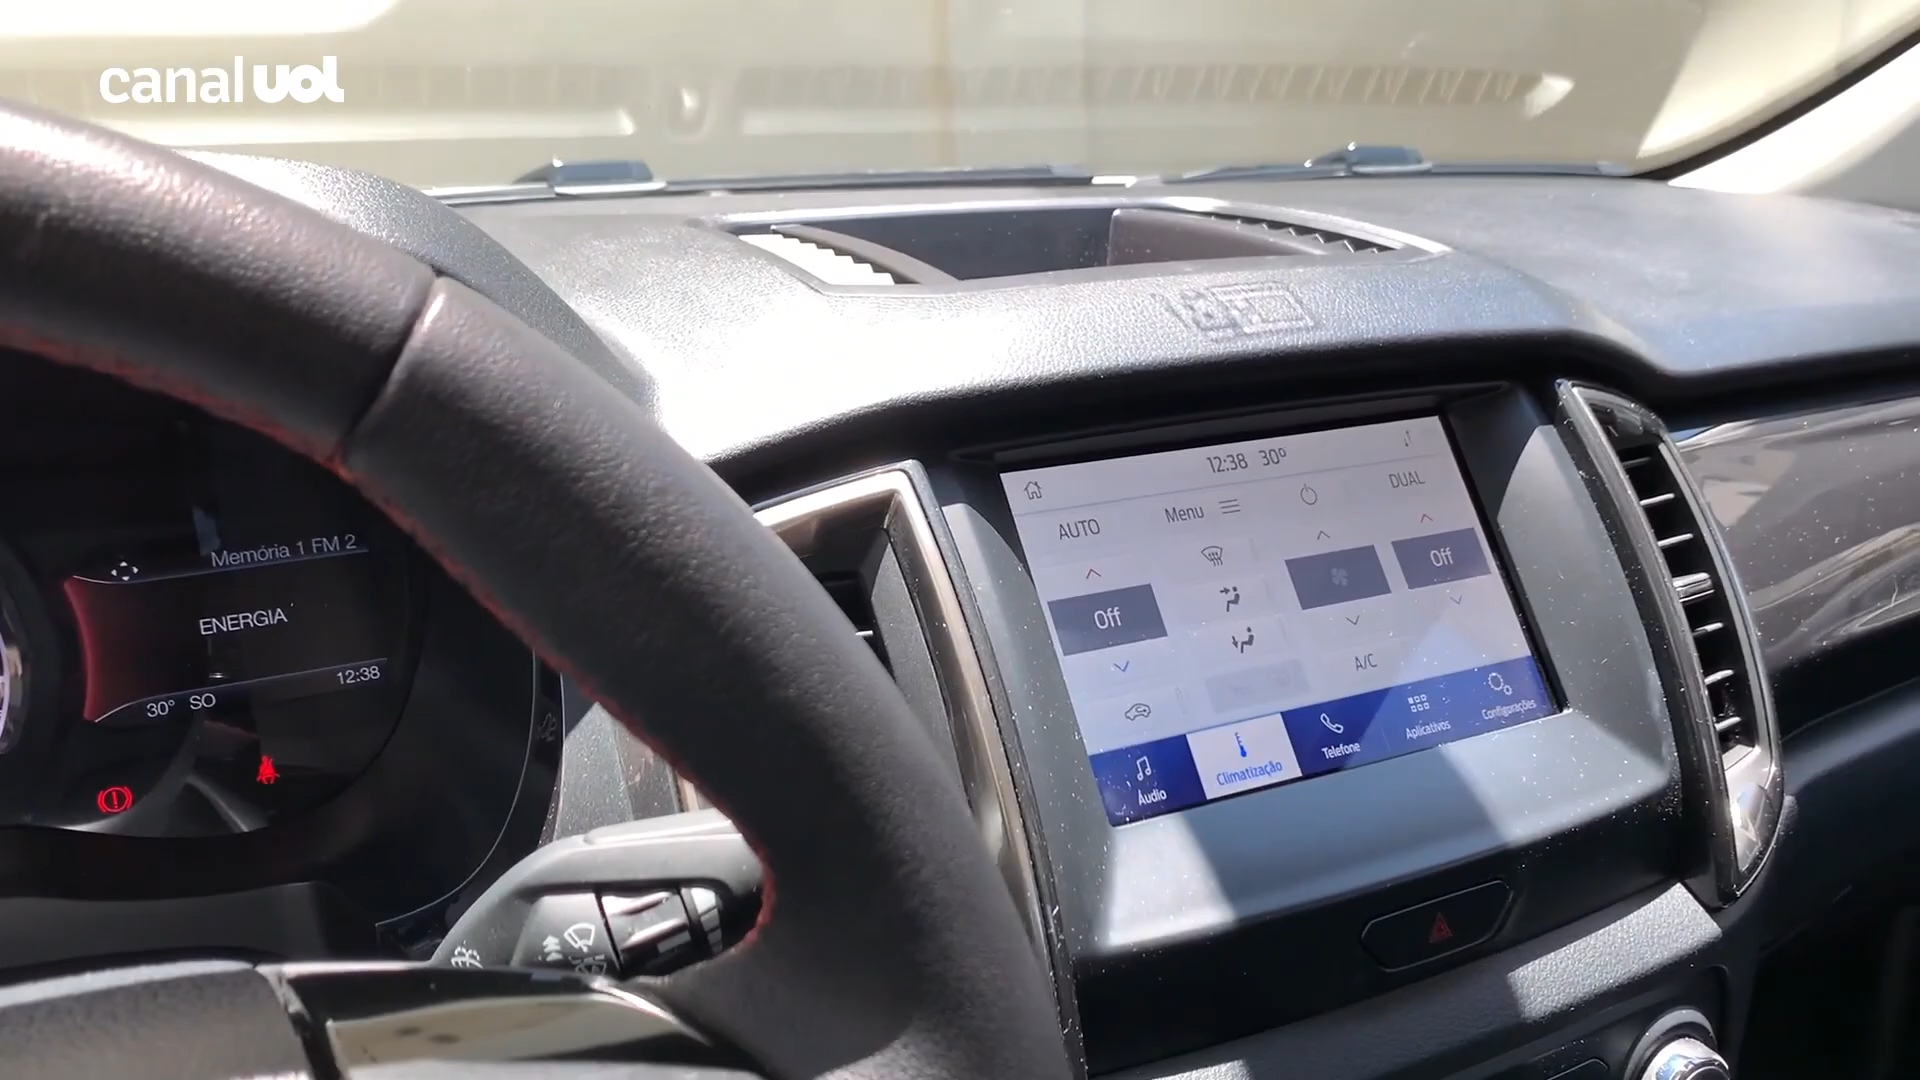 canal uol
Memória 1 FM 2
ENERGIA
12:38
30° SO
12:38 30°
AUTO
Menu
DUAL
Off
Off
A/C
Áudio
Climatização
Telefone
Aplicativos
Configurações